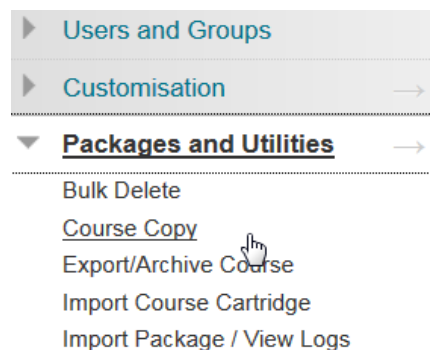 Users and Groups
Customisation
Packages and Utilities
Bulk Delete
Course Copy
Export/Archive Course
Import Course Cartridge
Import Package / View Logs